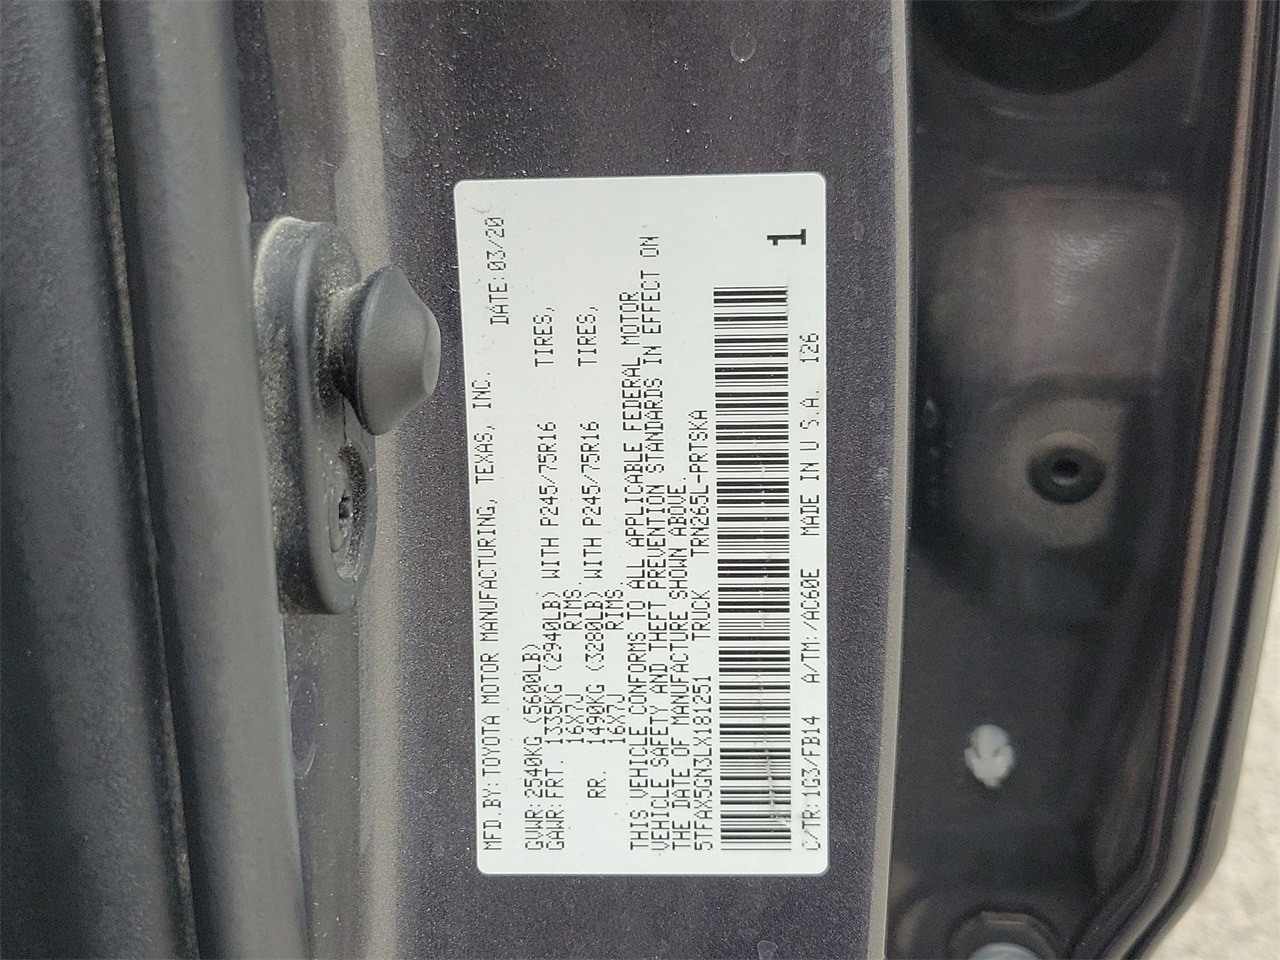 MFD.BY:TOYOTA MOTOR MANUFACTURING, TEXAS, INC.
DATE:03/20
GVWR:2540KG (5600LB)
GAWR:FRT. 1335KG (2940LB) WITH P245/75R16 TIRES,
16X7J RIMS.
RR. 1490KG (3280LB) WITH P245/75R16 TIRES,
16X7J RIMS.
THIS VEHICLE CONFORMS TO ALL APPLICABLE FEDERAL MOTOR
VEHICLE SAFETY AND THEFT PREVENTION STANDARDS IN EFFECT ON
THE DATE OF MANUFACTURE SHOWN ABOVE.
5TFAX5GN3LX181251 TRUCK TRN265L-PRTSKA
1
C/TR:1G3/FB14 A/TM:/AC60E MADE IN U.S.A. 126